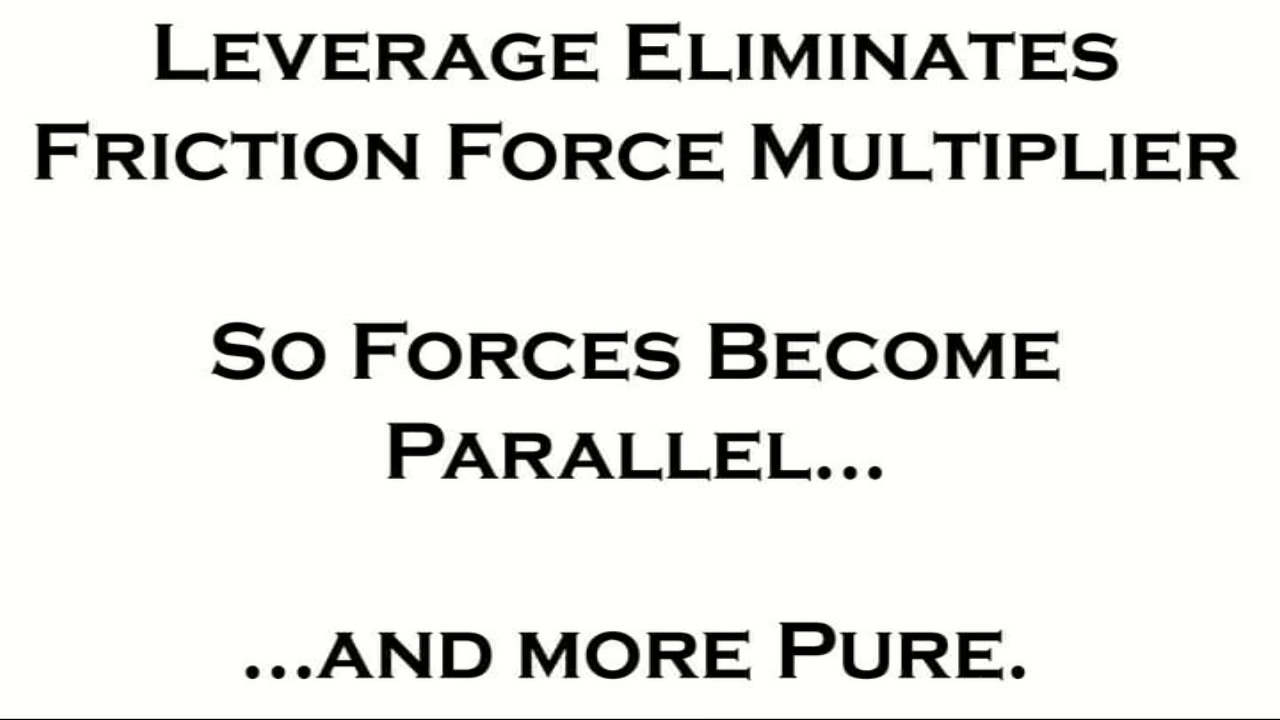 Leverage Eliminates
Friction Force Multiplier
So Forces Become
Parallel...
...and more Pure.